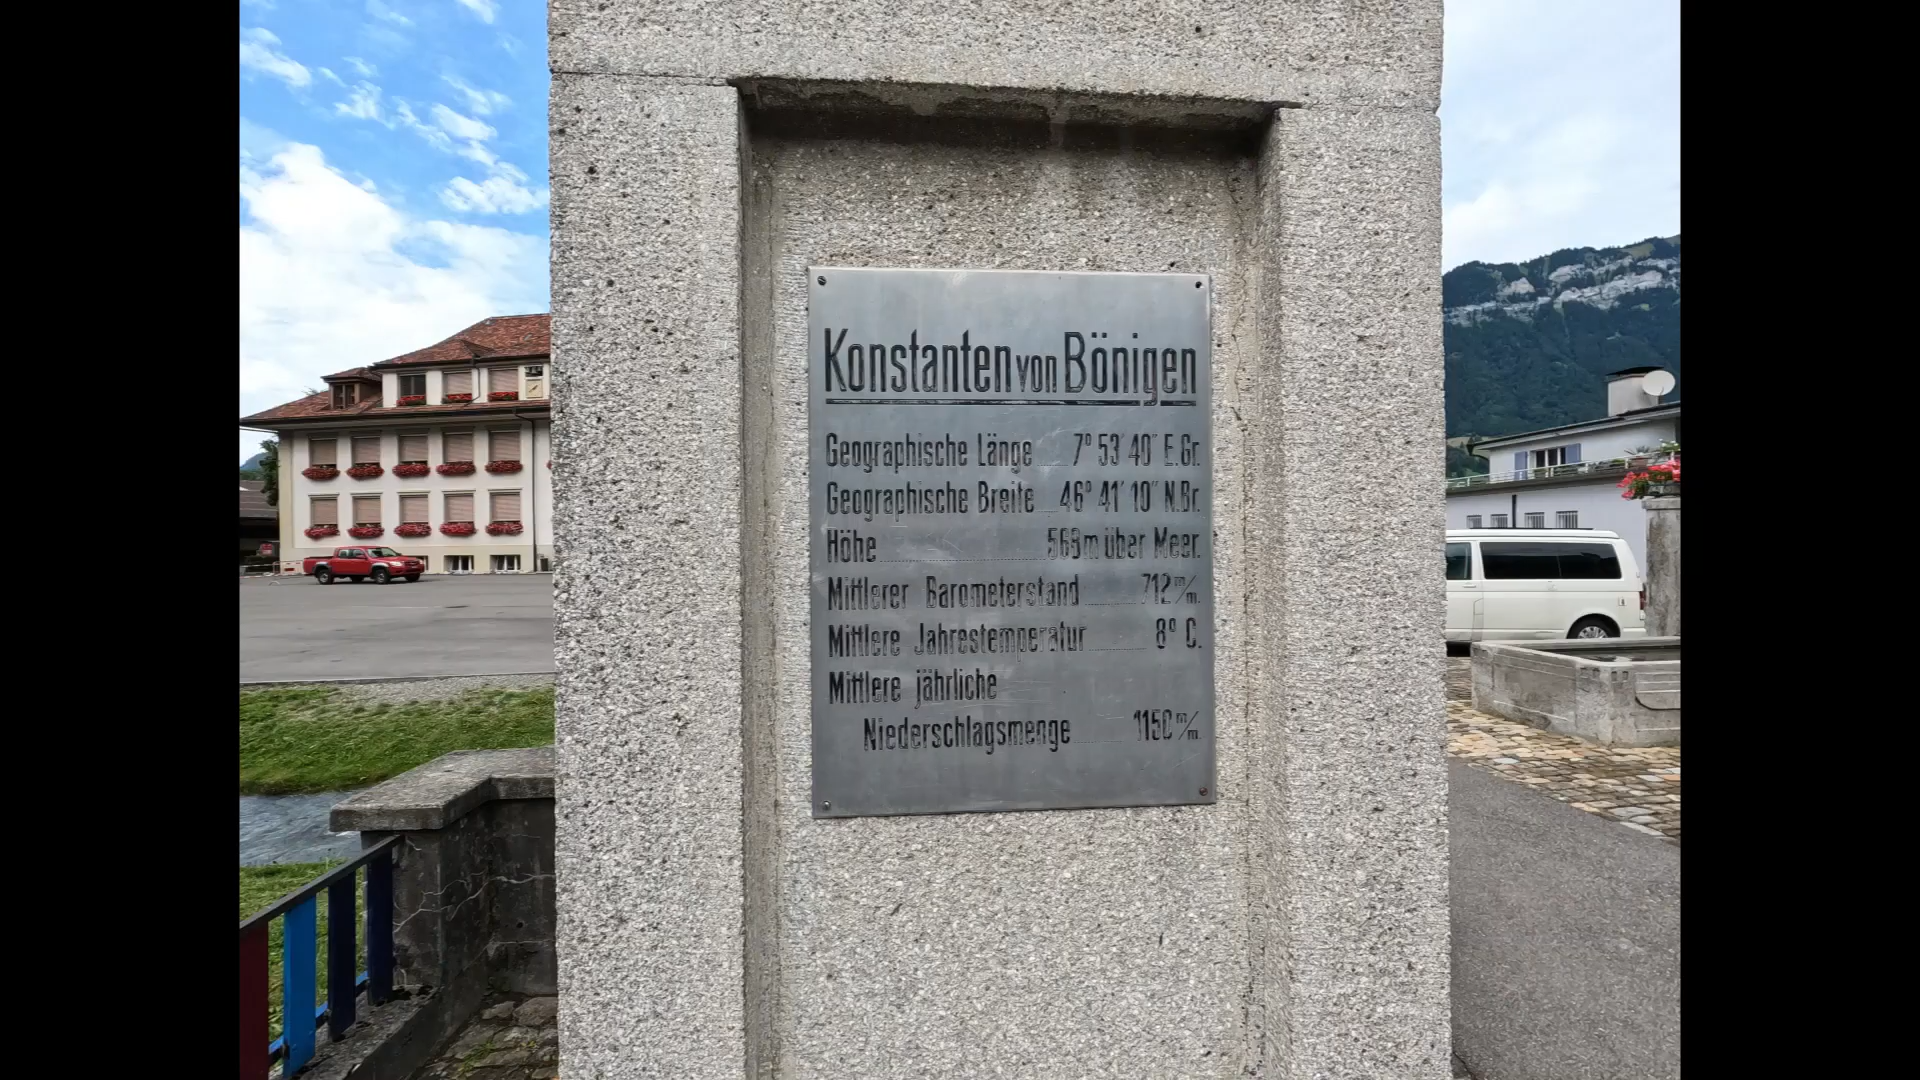 Konstanten von Bönigen
Geographische Länge 7° 53' 40" E.Gr.
Geographische Breite 46° 41' 10" N.Br.
Höhe 568 m über Meer.
Mittlerer Barometerstand 712 m/m.
Mittlere Jahrestemperatur 8° C.
Mittlere jährliche
Niederschlagsmenge 1150 m/m.